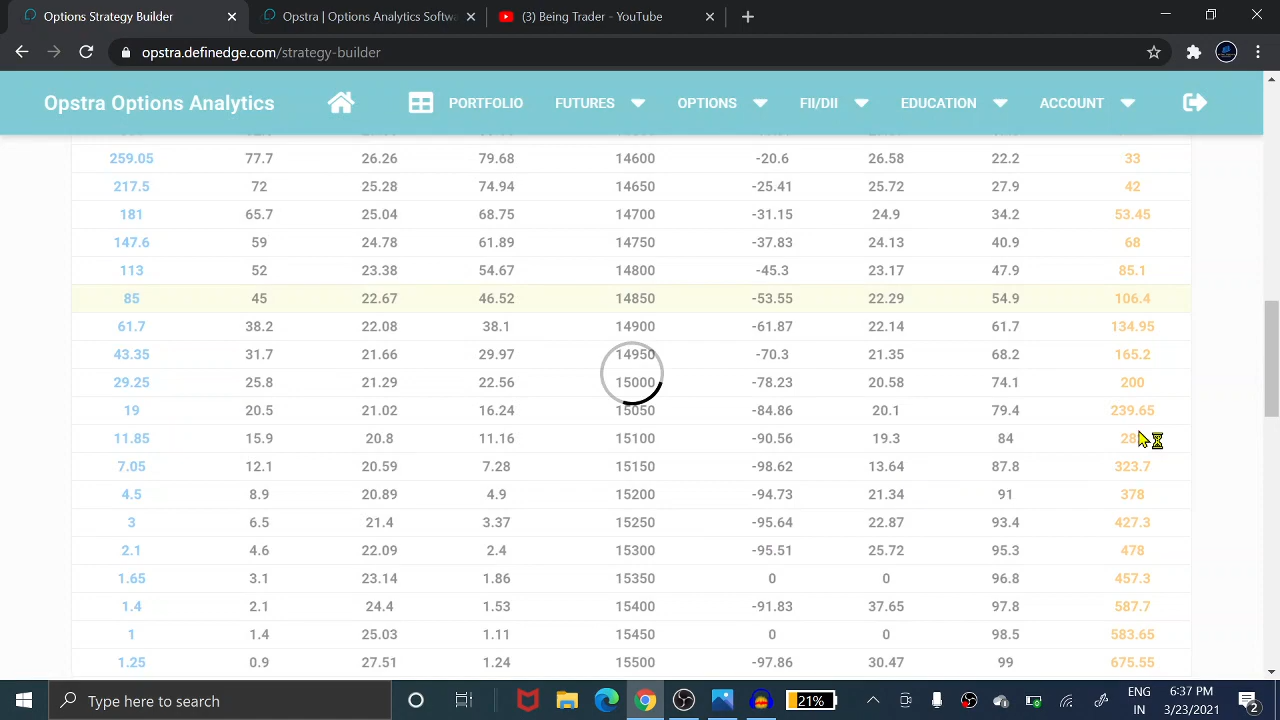 Options Strategy Builder
Opstra | Options Analytics Softw
(3) Being Trader - YouTube
opstra.definedge.com/strategy-builder
Opstra Options Analytics PORTFOLIO FUTURES OPTIONS FII/DII EDUCATION ACCOUNT
259.05 77.7 26.26 79.68 14600 -20.6 26.58 22.2 33
217.5 72 25.28 74.94 14650 -25.41 25.72 27.9 42
181 65.7 25.04 68.75 14700 -31.15 24.9 34.2 53.45
147.6 59 24.78 61.89 14750 -37.83 24.13 40.9 68
113 52 23.38 54.67 14800 -45.3 23.17 47.9 85.1
85 45 22.67 46.52 14850 -53.55 22.29 54.9 106.4
61.7 38.2 22.08 38.1 14900 -61.87 22.14 61.7 134.95
43.35 31.7 21.66 29.97 14950 -70.3 21.35 68.2 165.2
29.25 25.8 21.29 22.56 15000 -78.23 20.58 74.1 200
19 20.5 21.02 16.24 15050 -84.86 20.1 79.4 239.65
11.85 15.9 20.8 11.16 15100 -90.56 19.3 84
7.05 12.1 20.59 7.28 15150 -98.62 13.64 87.8 323.7
4.5 8.9 20.89 4.9 15200 -94.73 21.34 91 378
3 6.5 21.4 3.37 15250 -95.64 22.87 93.4 427.3
2.1 4.6 22.09 2.4 15300 -95.51 25.72 95.3 478
1.65 3.1 23.14 1.86 15350 0 0 96.8 457.3
1.4 2.1 24.4 1.53 15400 -91.83 37.65 97.8 587.7
1 1.4 25.03 1.11 15450 0 0 98.5 583.65
1.25 0.9 27.51 1.24 15500 -97.86 30.47 99 675.55
Type here to search
21%
ENG
IN
6:37 PM
3/23/2021
2